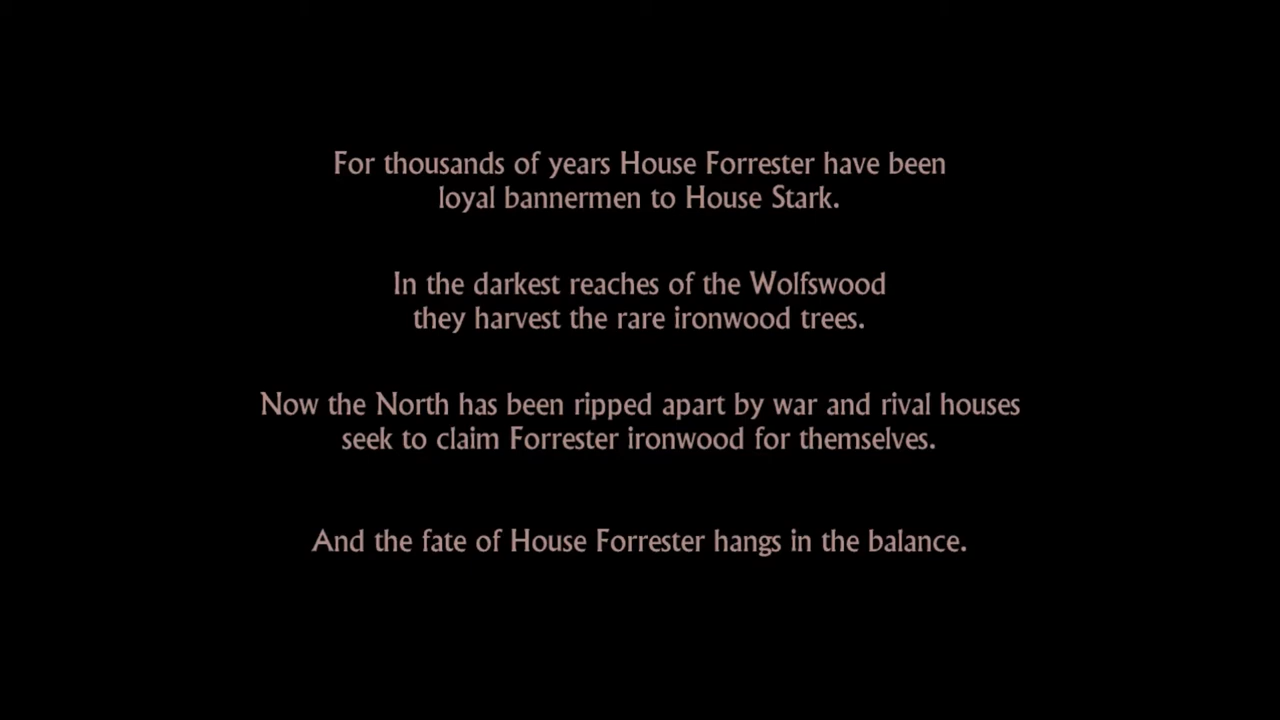 For thousands of years House Forrester have been
loyal bannermen to House Stark.
In the darkest reaches of the Wolfswood
they harvest the rare ironwood trees.
Now the North has been ripped apart by war and rival houses
seek to claim Forrester ironwood for themselves.
And the fate of House Forrester hangs in the balance.